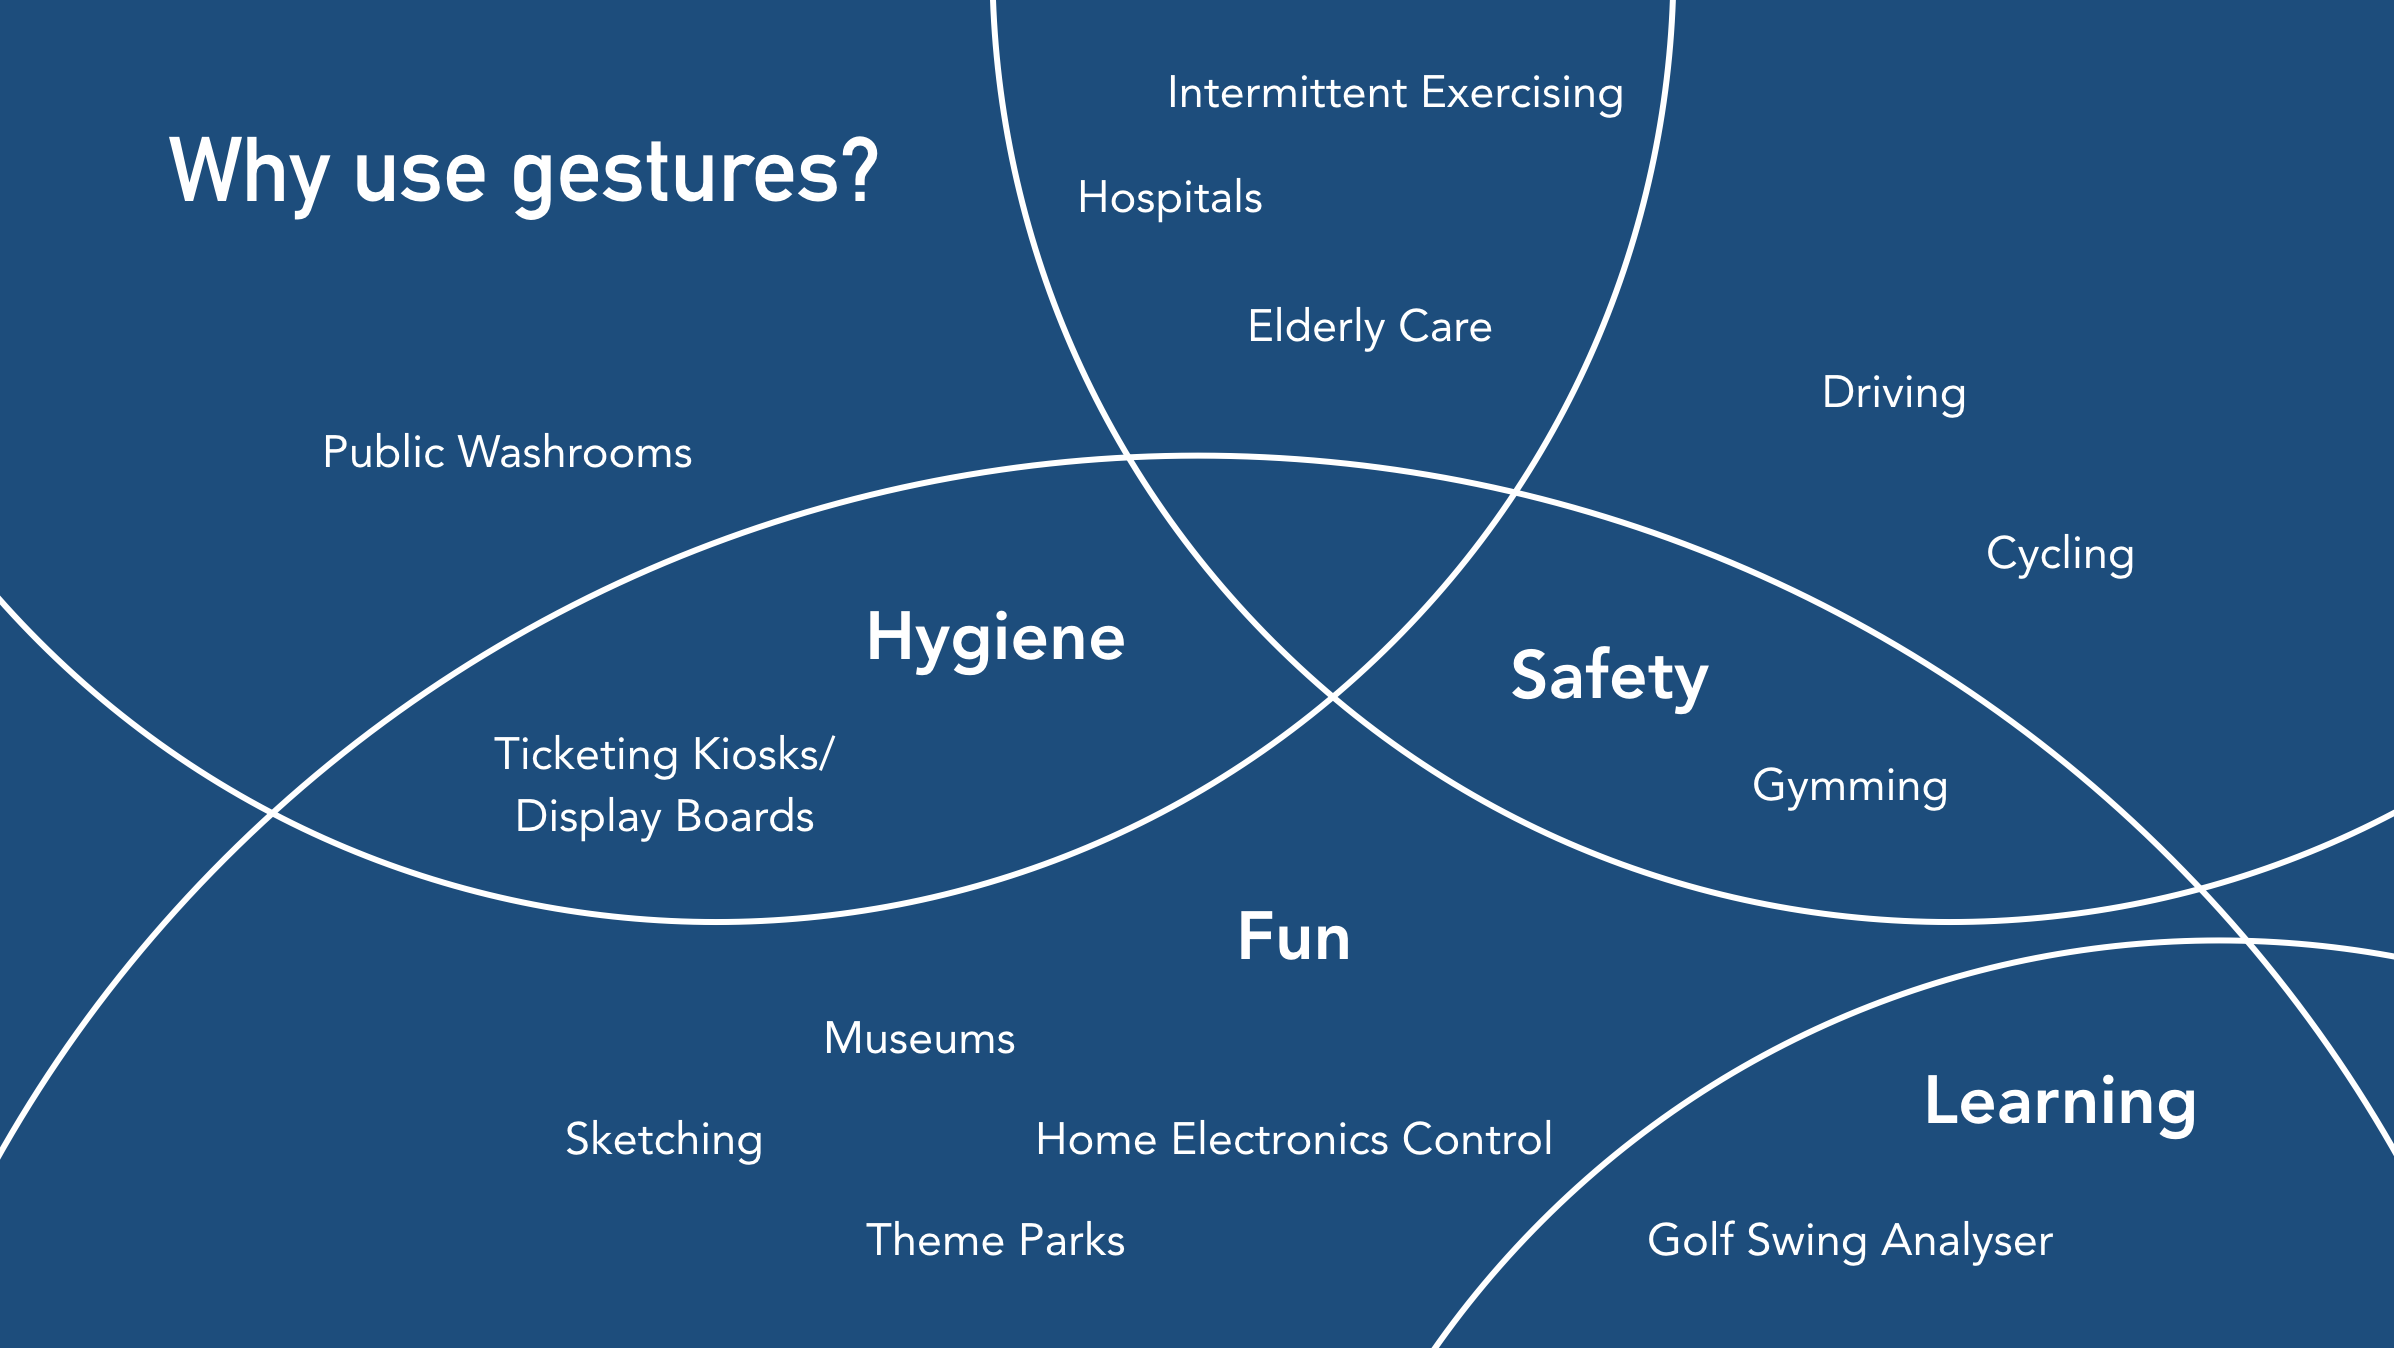 Why use gestures?
Intermittent Exercising
Hospitals
Elderly Care
Driving
Public Washrooms
Cycling
Hygiene
Safety
Ticketing Kiosks/
Display Boards
Gymming
Fun
Museums
Learning
Sketching
Home Electronics Control
Theme Parks
Golf Swing Analyser